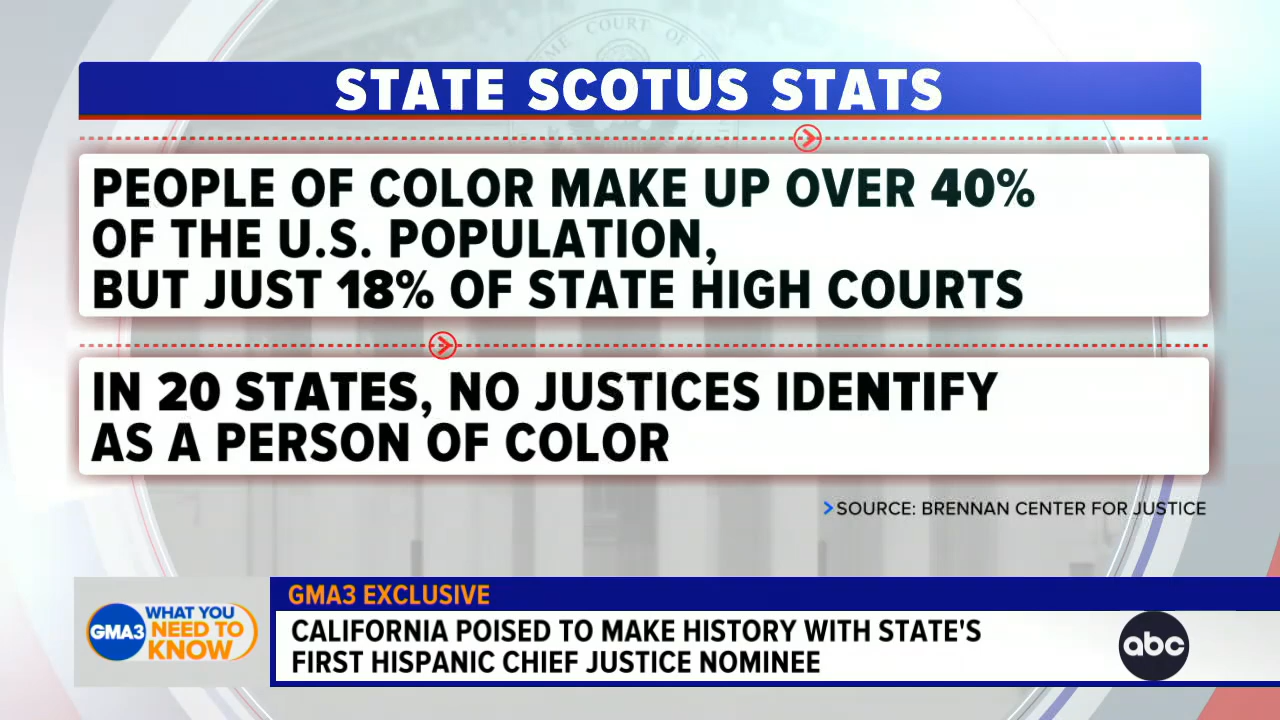 STATE SCOTUS STATS
PEOPLE OF COLOR MAKE UP OVER 40%
OF THE U.S. POPULATION,
BUT JUST 18% OF STATE HIGH COURTS
IN 20 STATES, NO JUSTICES IDENTIFY
AS A PERSON OF COLOR
SOURCE: BRENNAN CENTER FOR JUSTICE
GMA3 EXCLUSIVE
GMA3 WHAT YOU
NEED TO
KNOW
CALIFORNIA POISED TO MAKE HISTORY WITH STATE'S
FIRST HISPANIC CHIEF JUSTICE NOMINEE
abc